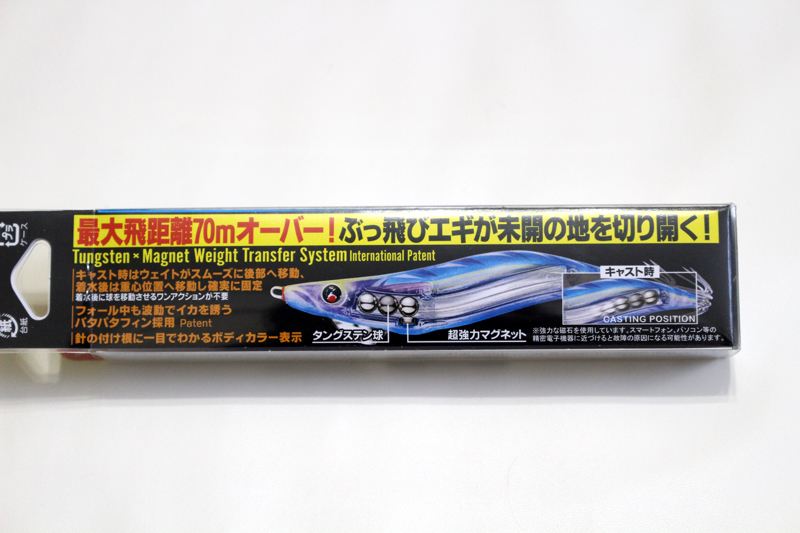 最大飛距離70mオーバー!ぶっ飛びエギが未開の地を切り開く!
Tungsten × Magnet Weight Transfer System International Patent
キャスト時はウェイトがスムーズに後部へ移動、
着水後は重心位置へ移動し確実に固定
着水後に球を移動させるワンアクションが不要
フォール中も波動でイカを誘う
パタパタフィン採用 Patent
針の付け根に一目でわかるボディカラー表示
タングステン球
超強力マグネット
キャスト時
CASTING POSITION
※強力な磁石を使用しています。スマートフォン、パソコン等の
精密電子機器に近づけると故障の原因になる可能性があります。
プラ
ケース
紙
台紙